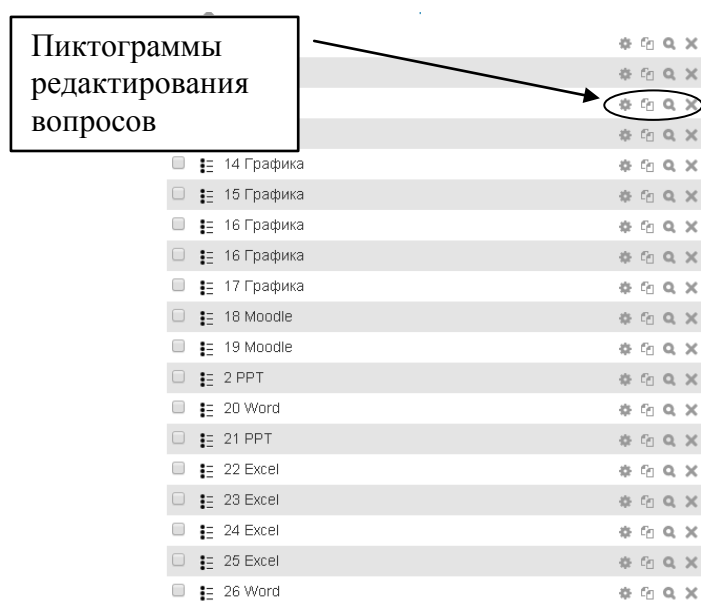 Пиктограммы
редактирования
вопросов
14 Графика
15 Графика
16 Графика
16 Графика
17 Графика
18 Moodle
19 Moodle
2 PPT
20 Word
21 PPT
22 Excel
23 Excel
24 Excel
25 Excel
26 Word